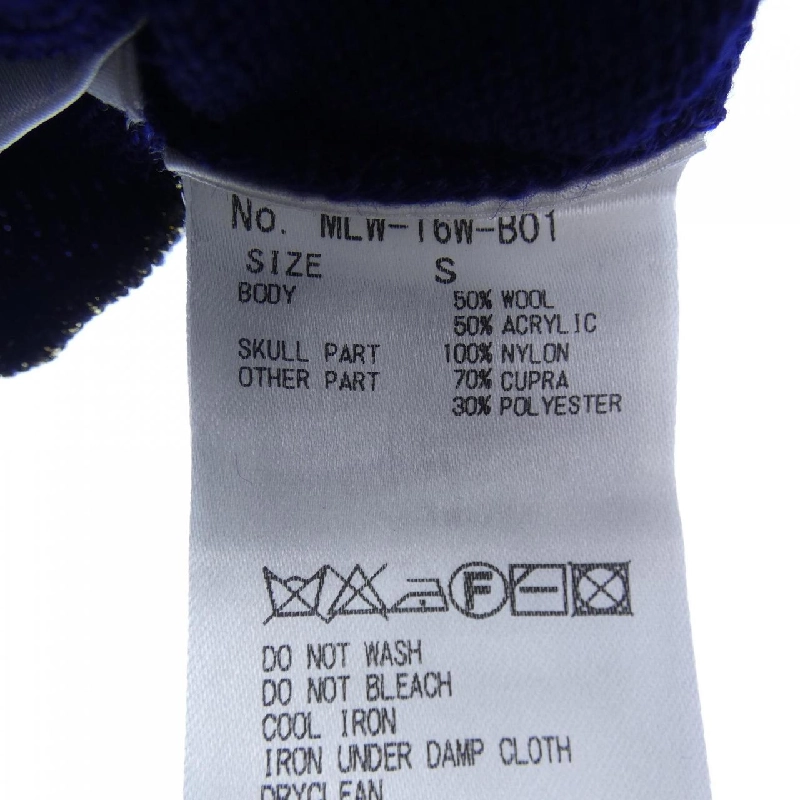 No. MLW-16W-B01
SIZE S
BODY 50% WOOL
50% ACRYLIC
SKULL PART 100% NYLON
OTHER PART 70% CUPRA
30% POLYESTER
F
DO NOT WASH
DO NOT BLEACH
COOL IRON
IRON UNDER DAMP CLOTH
DRYCLEAN